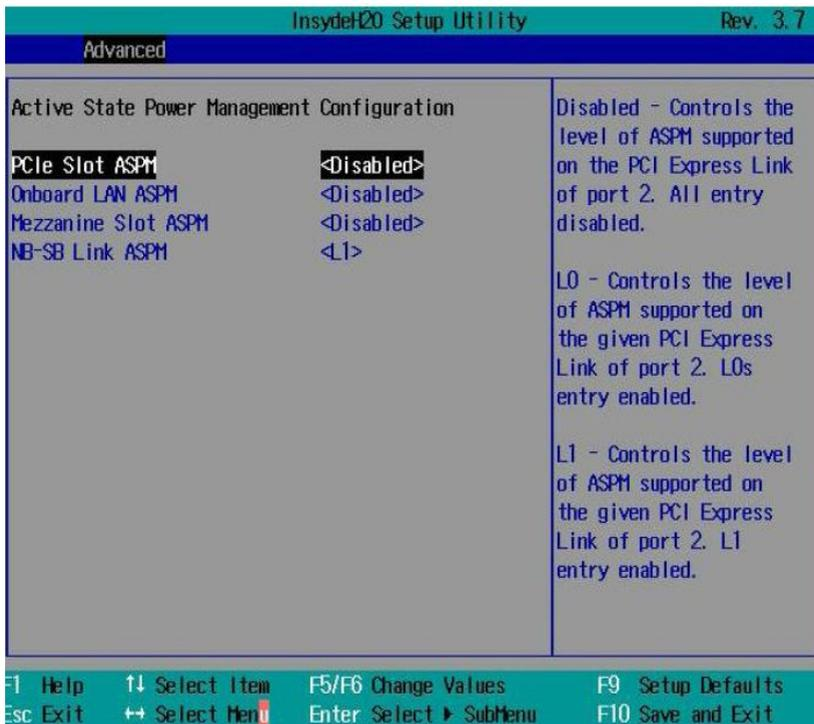 InsydeH2O Setup Utility Rev. 3.7
Advanced
Active State Power Management Configuration
PCIe Slot ASPM <Disabled>
Onboard LAN ASPM <Disabled>
Mezzanine Slot ASPM <Disabled>
NB-SB Link ASPM <L1>
Disabled - Controls the
level of ASPM supported
on the PCI Express Link
of port 2. All entry
disabled.
L0 - Controls the level
of ASPM supported on
the given PCI Express
Link of port 2. L0s
entry enabled.
L1 - Controls the level
of ASPM supported on
the given PCI Express
Link of port 2. L1
entry enabled.
F1 Help ↑↓ Select Item F5/F6 Change Values F9 Setup Defaults
Esc Exit ↔ Select Menu Enter Select ▶ SubMenu F10 Save and Exit